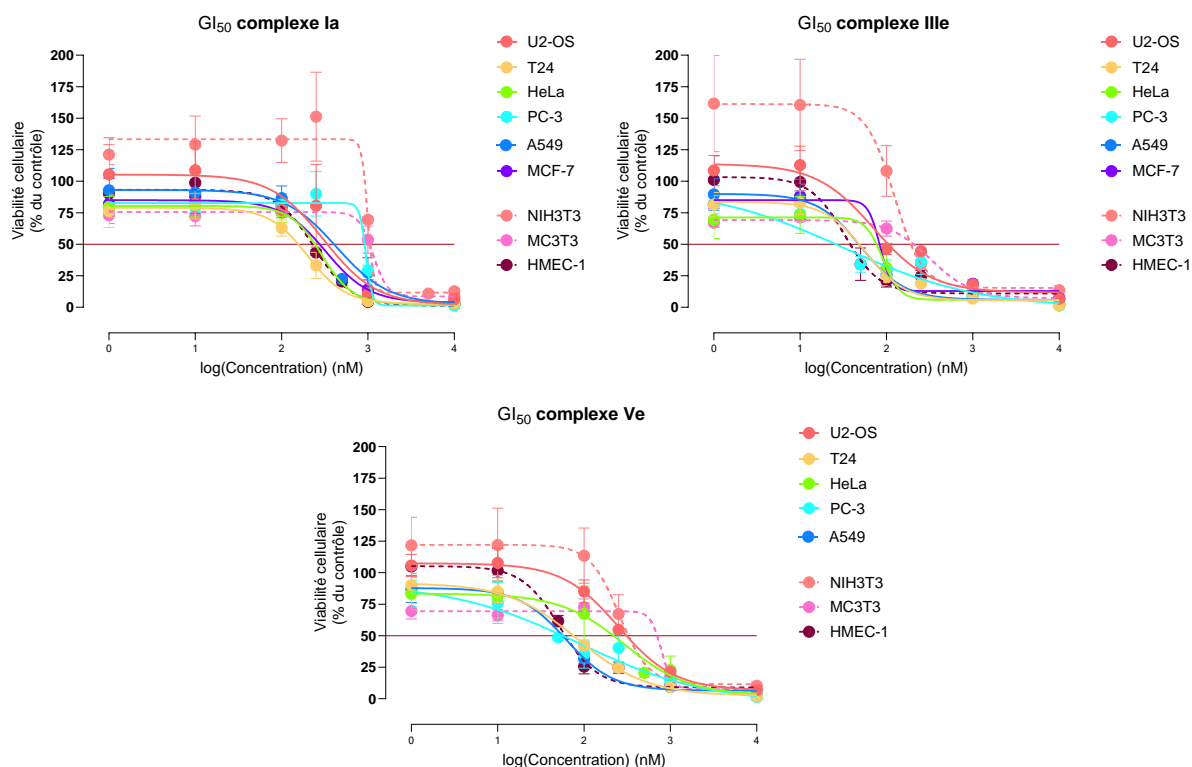 GI50 complexe Ia
Viabilité cellulaire
(% du contrôle)
200
175
150
125
100
75
50
25
0
0
1
2
3
4
log(Concentration) (nM)
U2-OS
T24
HeLa
PC-3
A549
MCF-7
NIH3T3
MC3T3
HMEC-1
GI50 complexe IIIe
Viabilité cellulaire
(% du contrôle)
200
175
150
125
100
75
50
25
0
0
1
2
3
4
log(Concentration) (nM)
U2-OS
T24
HeLa
PC-3
A549
MCF-7
NIH3T3
MC3T3
HMEC-1
GI50 complexe Ve
Viabilité cellulaire
(% du contrôle)
200
175
150
125
100
75
50
25
0
0
1
2
3
4
log(Concentration) (nM)
U2-OS
T24
HeLa
PC-3
A549
NIH3T3
MC3T3
HMEC-1